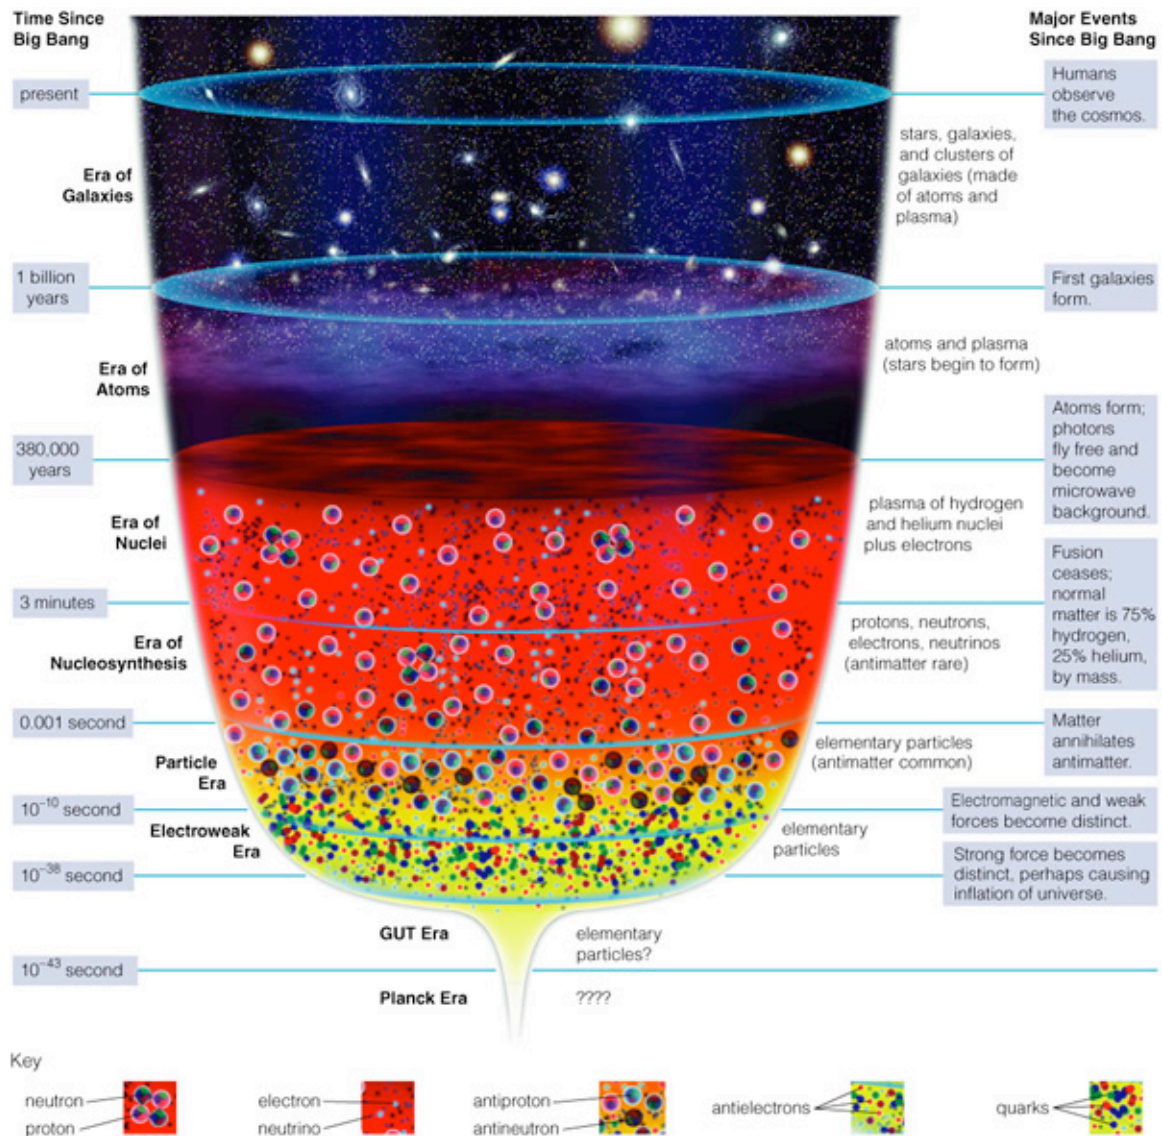 Time Since
Big Bang
Major Events
Since Big Bang
present
Humans
observe
the cosmos.
Era of
Galaxies
stars, galaxies,
and clusters of
galaxies (made
of atoms and
plasma)
1 billion
years
First galaxies
form.
Era of
Atoms
atoms and plasma
(stars begin to form)
380,000
years
Atoms form;
photons
fly free and
become
microwave
background.
Era of
Nuclei
plasma of hydrogen
and helium nuclei
plus electrons
3 minutes
Fusion
ceases;
normal
matter is 75%
hydrogen,
25% helium,
by mass.
Era of
Nucleosynthesis
protons, neutrons,
electrons, neutrinos
(antimatter rare)
0.001 second
Matter
annihilates
antimatter.
Particle
Era
elementary particles
(antimatter common)
10⁻¹⁰ second
Electromagnetic and weak
forces become distinct.
Electroweak
Era
elementary
particles
10⁻³⁸ second
Strong force becomes
distinct, perhaps causing
inflation of universe.
GUT Era
elementary
particles?
10⁻⁴³ second
Planck Era
????
Key
neutron
proton
electron
neutrino
antiproton
antineutron
antielectrons
quarks